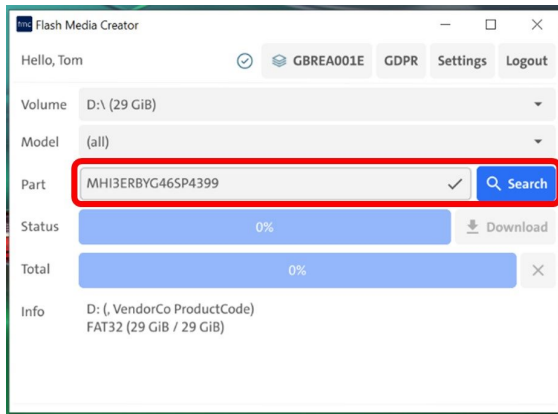 fmc Flash Media Creator
Hello, Tom GBREA001E GDPR Settings Logout
Volume D:\ (29 GiB)
Model (all)
Part MHI3ERBYG46SP4399 Search
Status 0% Download
Total 0%
Info D: (, VendorCo ProductCode)
FAT32 (29 GiB / 29 GiB)